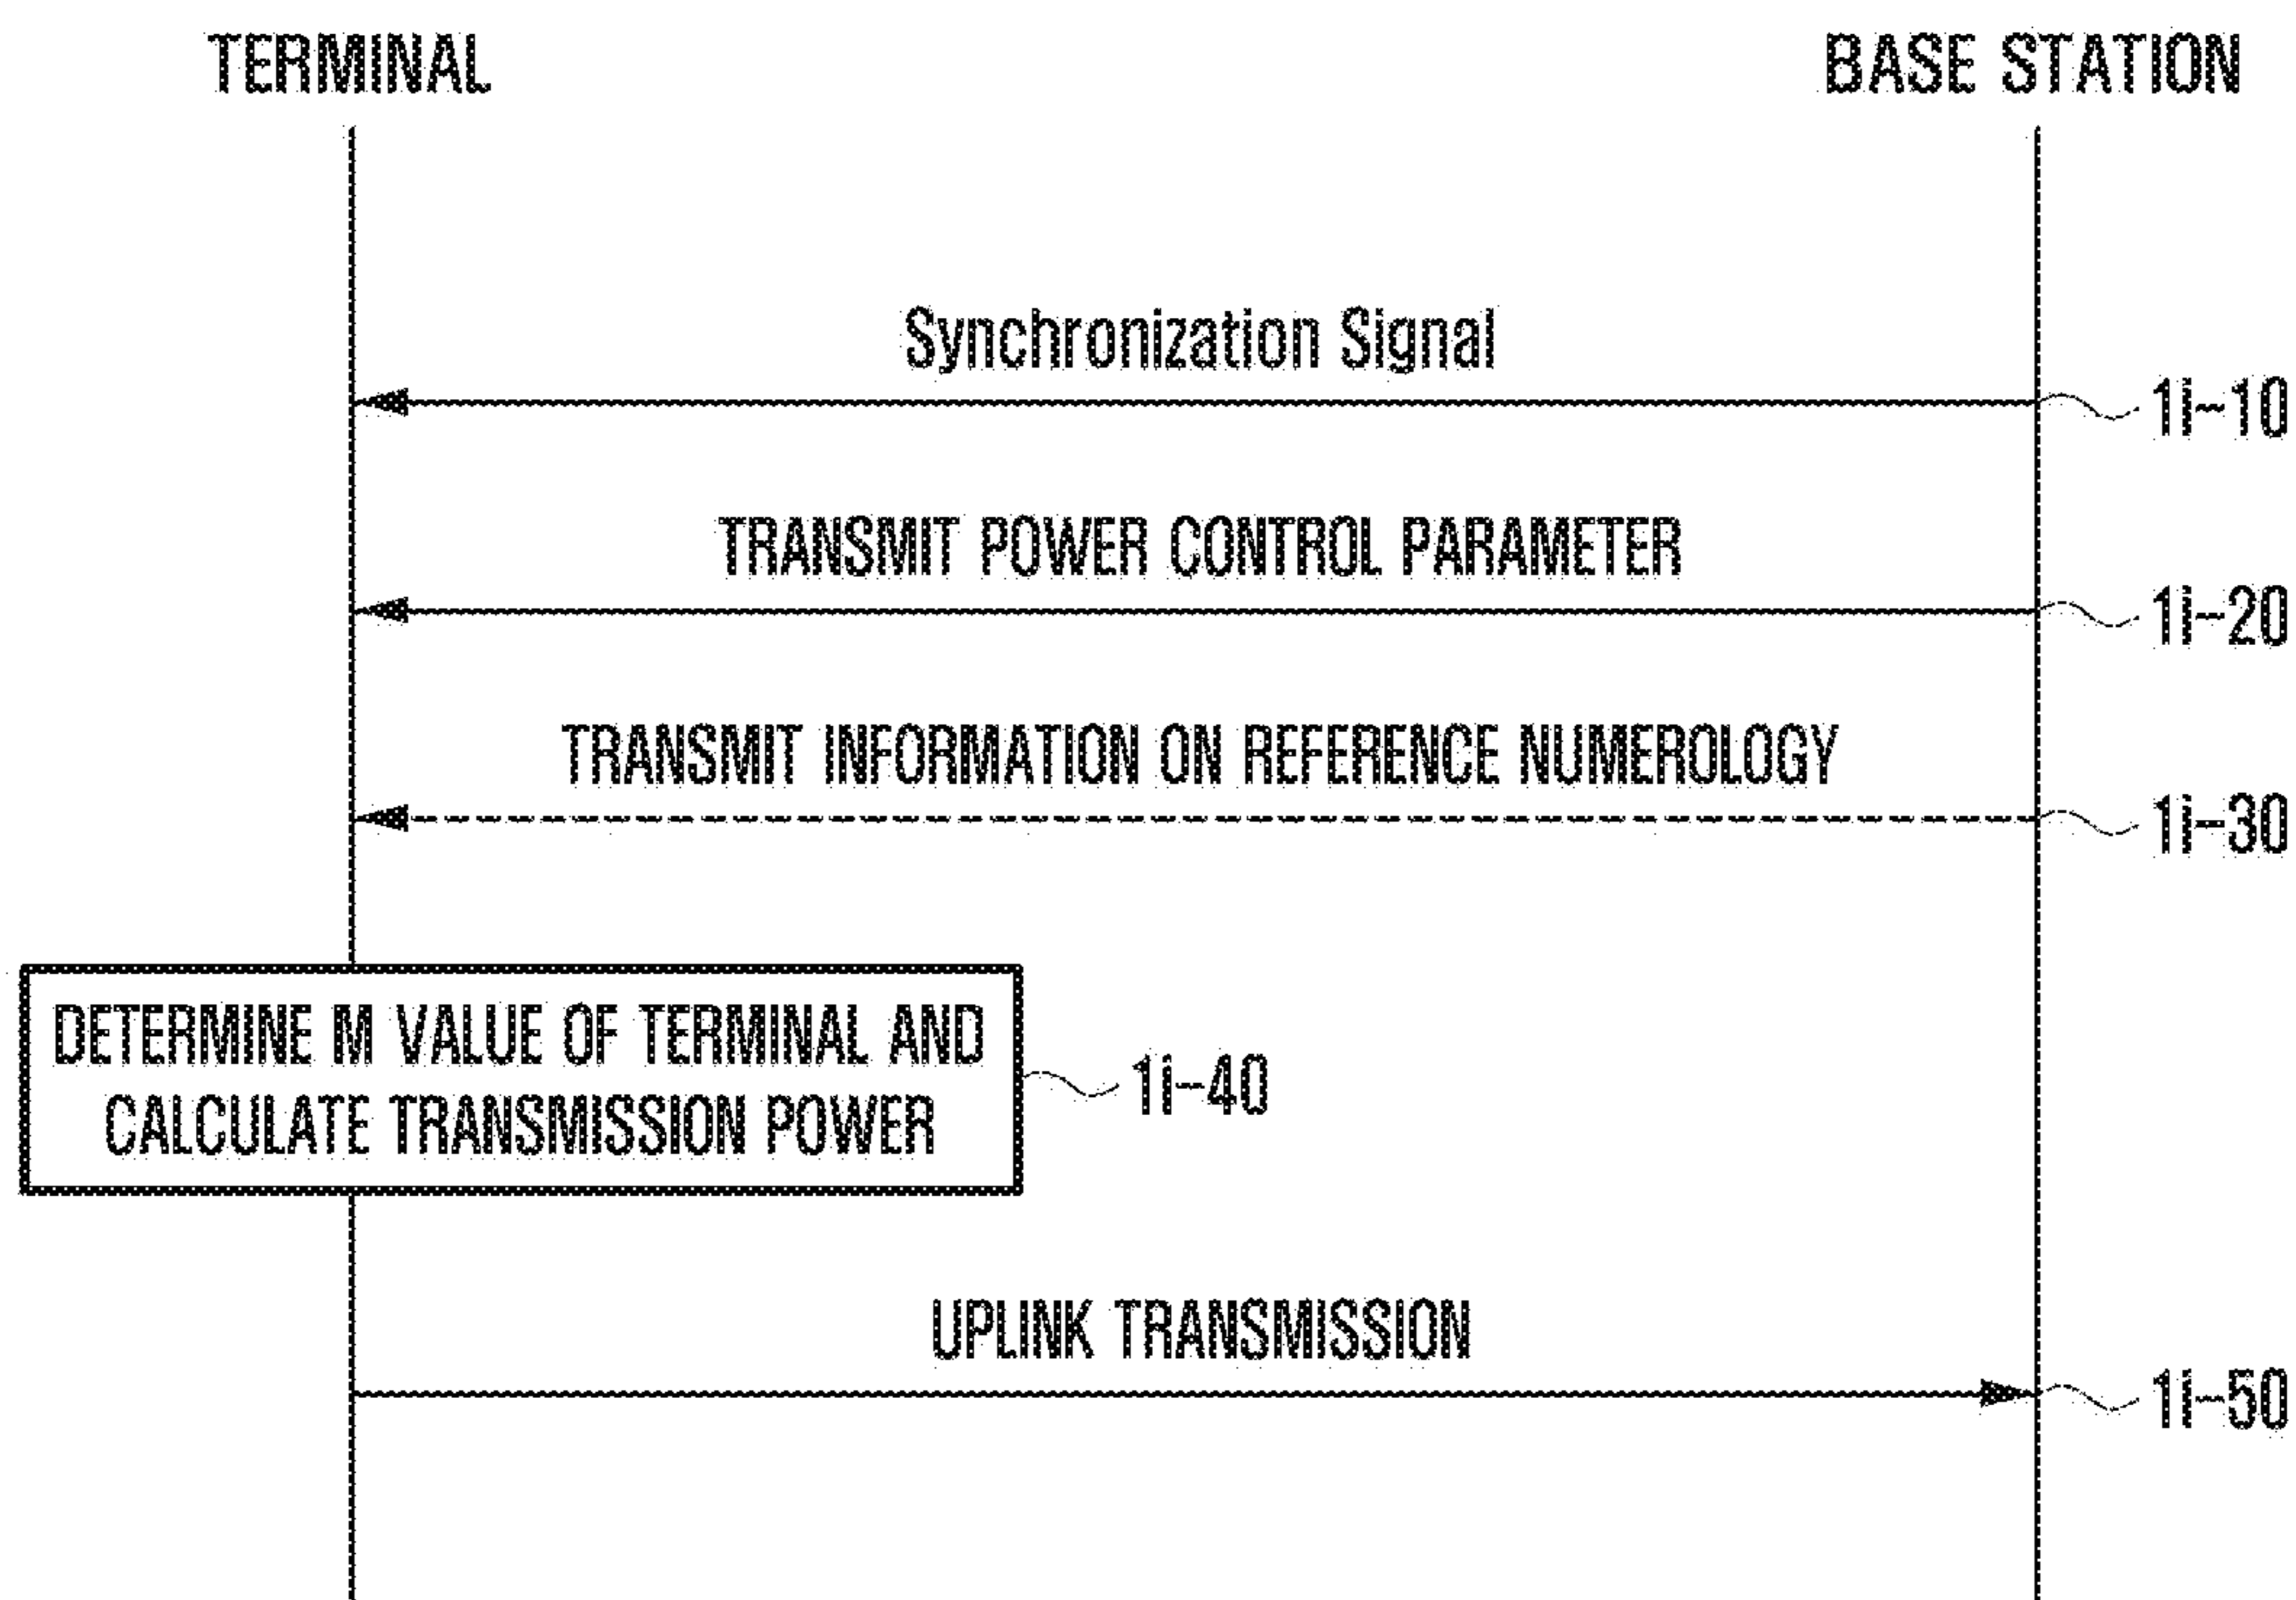 TERMINAL
BASE STATION
Synchronization Signal
1i-10
TRANSMIT POWER CONTROL PARAMETER
1i-20
TRANSMIT INFORMATION ON REFERENCE NUMEROLOGY
1i-30
DETERMINE M VALUE OF TERMINAL AND
CALCULATE TRANSMISSION POWER
1i-40
UPLINK TRANSMISSION
1i-50